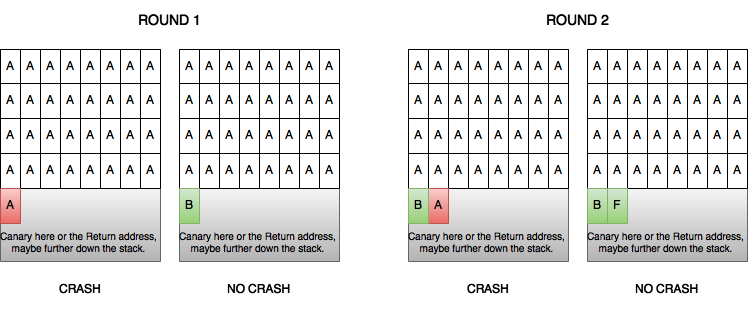 ROUND 1 ROUND 2
A A A A A A A A A A A A A A A A A A A A A A A A A A A A A A A A
A A A A A A A A A A A A A A A A A A A A A A A A A A A A A A A A
A A A A A A A A A A A A A A A A A A A A A A A A A A A A A A A A
A A A A A A A A A A A A A A A A A A A A A A A A A A A A A A A A
A B B A B F
Canary here or the Return address, Canary here or the Return address, Canary here or the Return address, Canary here or the Return address,
maybe further down the stack. maybe further down the stack. maybe further down the stack. maybe further down the stack.
CRASH NO CRASH CRASH NO CRASH